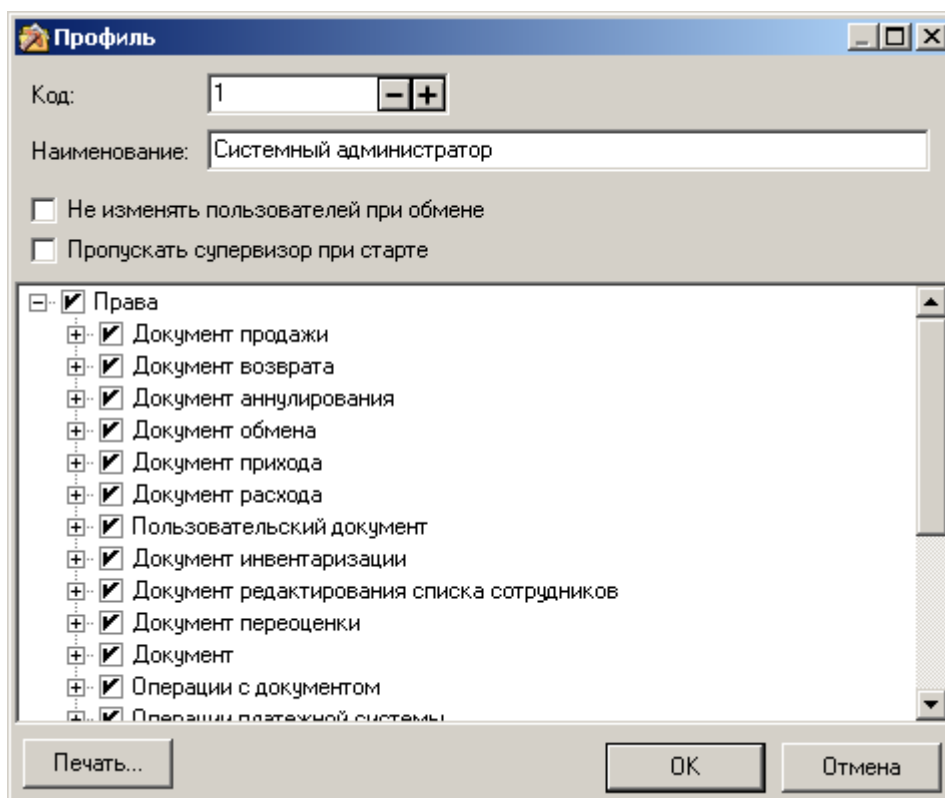 Профиль
Код: 1
Наименование: Системный администратор
Не изменять пользователей при обмене
Пропускать супервизор при старте
Права
Документ продажи
Документ возврата
Документ аннулирования
Документ обмена
Документ прихода
Документ расхода
Пользовательский документ
Документ инвентаризации
Документ редактирования списка сотрудников
Документ переоценки
Документ
Операции с документом
Операции платежной системы
Печать...
ОК
Отмена